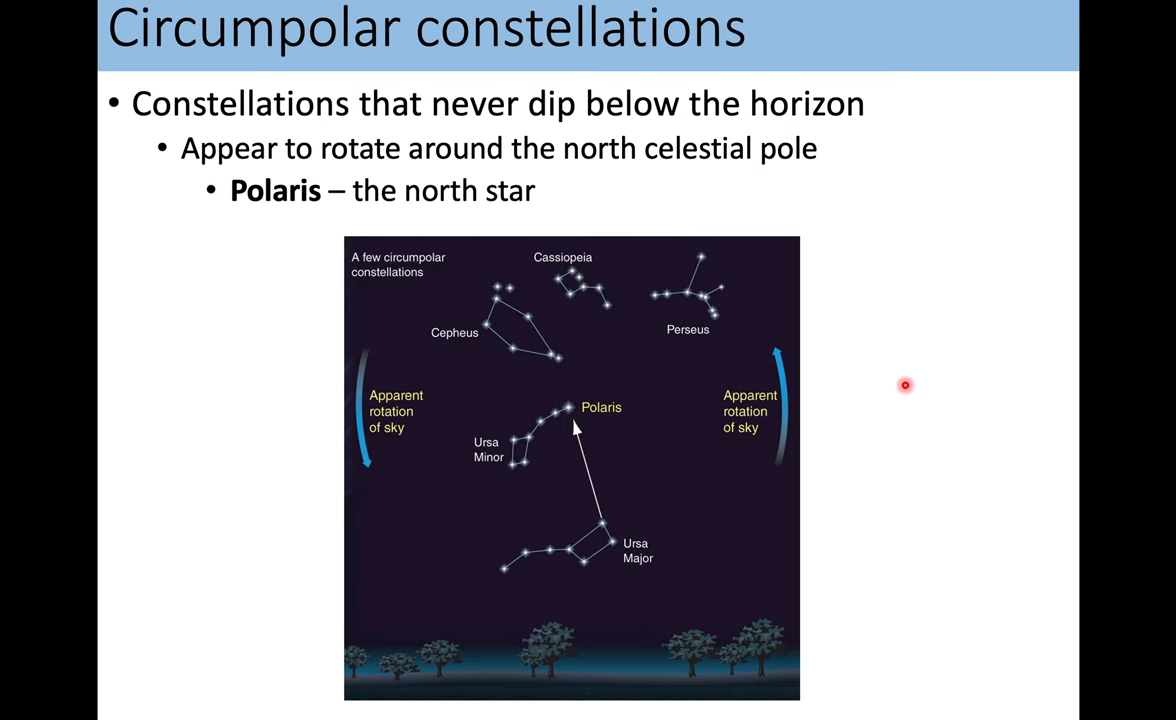 Circumpolar constellations
• Constellations that never dip below the horizon
• Appear to rotate around the north celestial pole
• Polaris – the north star
A few circumpolar
constellations
Cassiopeia
Cepheus
Perseus
Apparent
rotation
of sky
Polaris
Apparent
rotation
of sky
Ursa
Minor
Ursa
Major